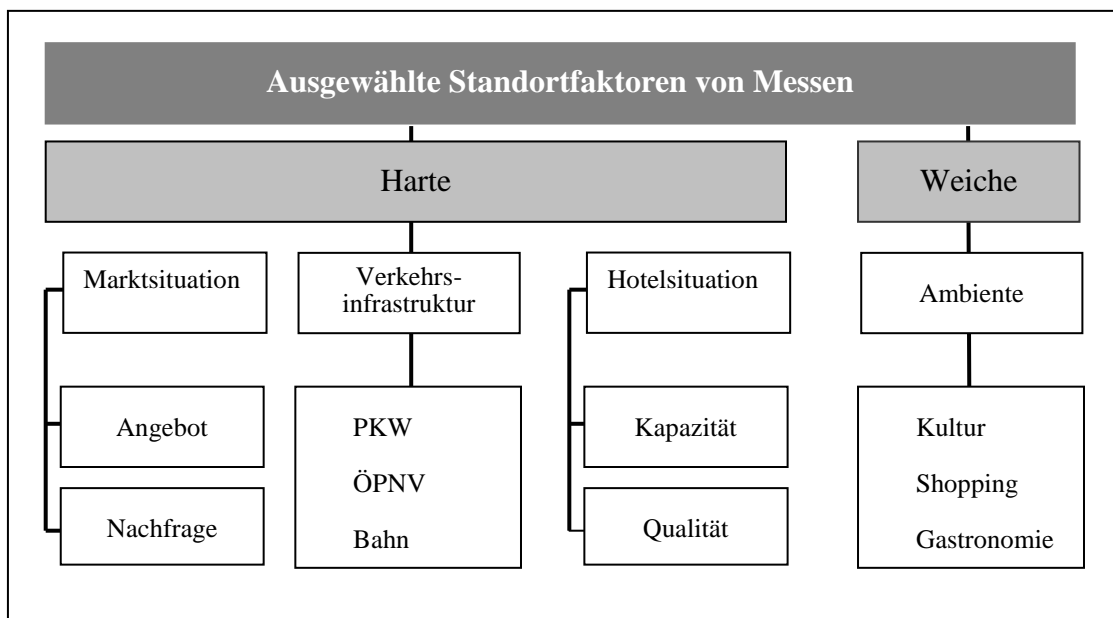 Ausgewählte Standortfaktoren von Messen
Harte
Weiche
Marktsituation
Verkehrs-
infrastruktur
Hotelsituation
Ambiente
Angebot
Nachfrage
PKW
ÖPNV
Bahn
Kapazität
Qualität
Kultur
Shopping
Gastronomie